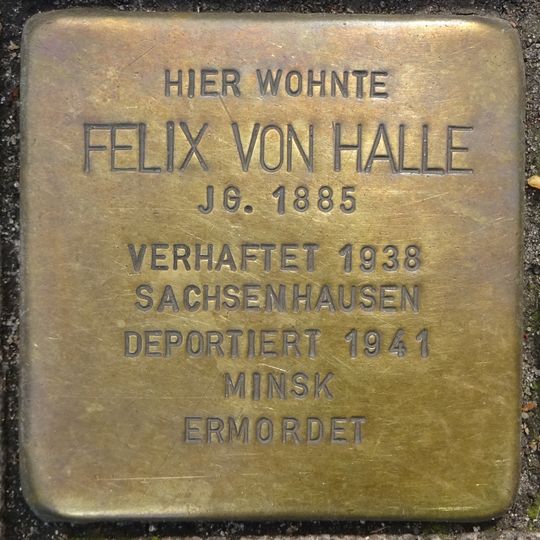 HIER WOHNTE
FELIX VON HALLE
JG. 1885
VERHAFTET 1938
SACHSENHAUSEN
DEPORTIERT 1941
MINSK
ERMORDET